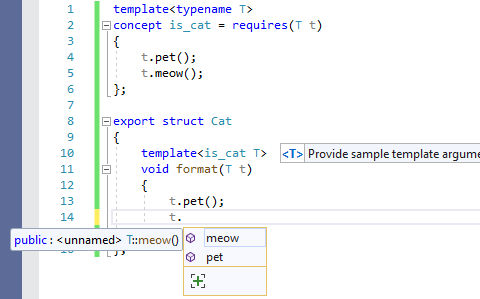 1 template<typename T>
2 concept is_cat = requires(T t)
3 {
4 t.pet();
5 t.meow();
6 };
7
8 export struct Cat
9 {
10 template<is_cat T> <T> Provide sample template argume
11 void format(T t)
12 {
13 t.pet();
14 t.
public : <unnamed> T::meow() meow
pet
};